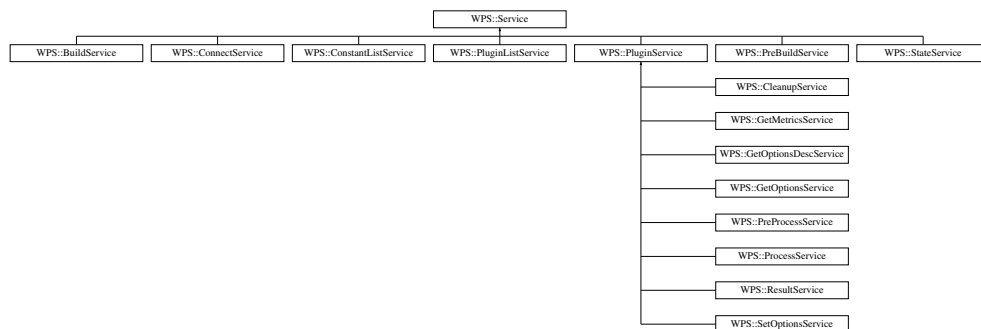 WPS::Service
WPS::BuildService WPS::ConnectService WPS::ConstantListService WPS::PluginListService WPS::PluginService WPS::PreBuildService WPS::StateService
WPS::CleanupService
WPS::GetMetricsService
WPS::GetOptionsDescService
WPS::GetOptionsService
WPS::PreProcessService
WPS::ProcessService
WPS::ResultService
WPS::SetOptionsService